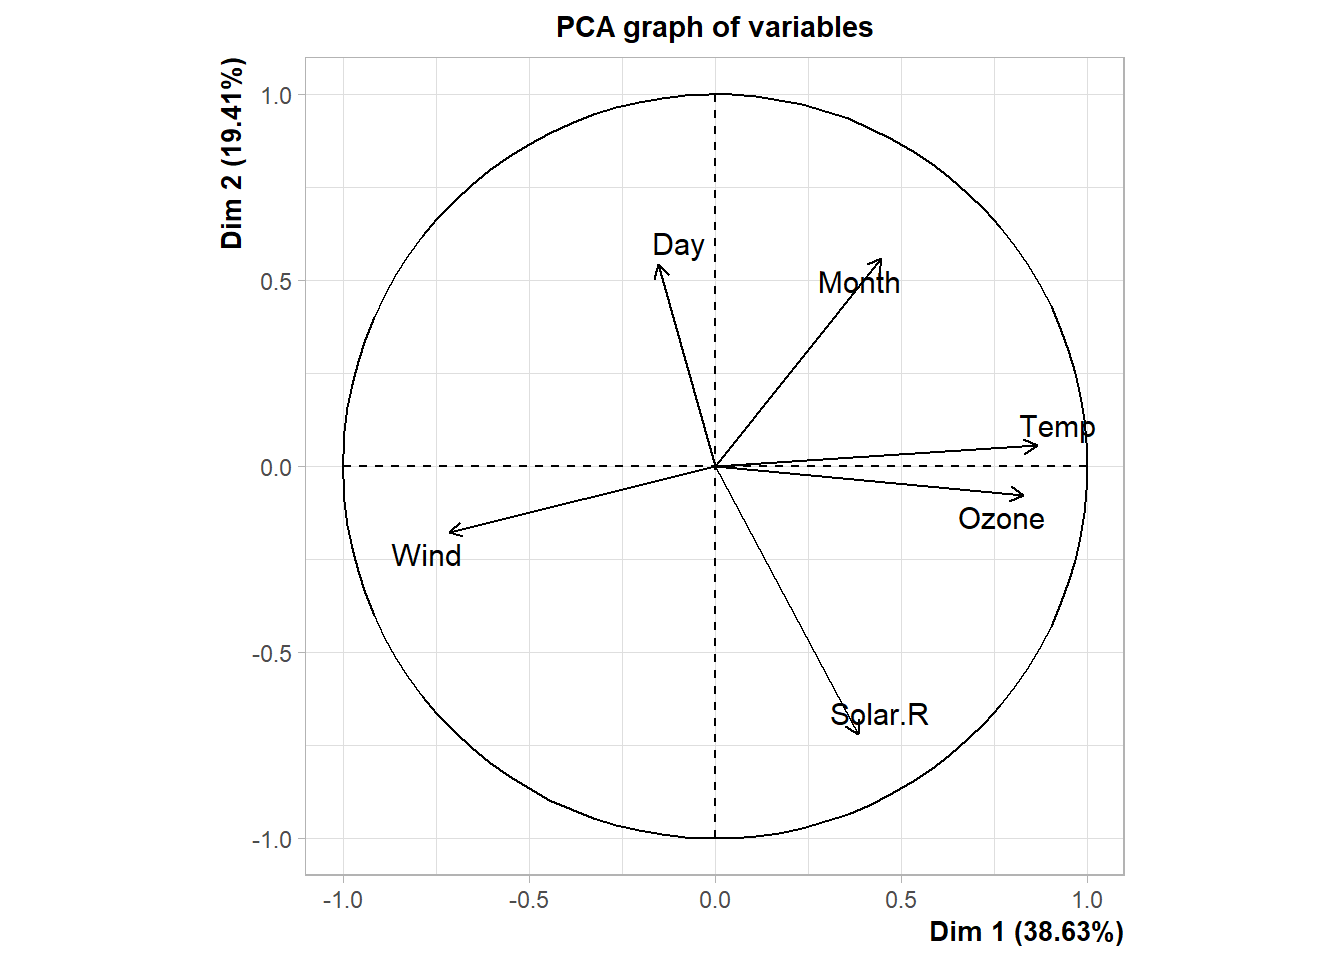 PCA graph of variables
Dim 2 (19.41%)
1.0
0.5
0.0
-0.5
-1.0
Day
Month
Temp
Ozone
Wind
Solar.R
-1.0 -0.5 0.0 0.5 1.0
Dim 1 (38.63%)